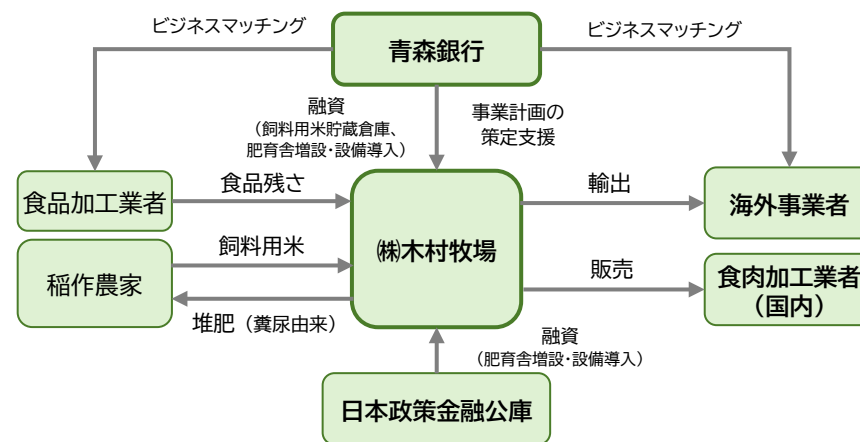 ビジネスマッチング
青森銀行
ビジネスマッチング
融資
（飼料用米貯蔵倉庫、
肥育舎増設・設備導入）
事業計画の
策定支援
食品加工業者
食品残さ
㈱木村牧場
輸出
海外事業者
稲作農家
飼料用米
堆肥（糞尿由来）
販売
食肉加工業者
（国内）
融資
（肥育舎増設・設備導入）
日本政策金融公庫